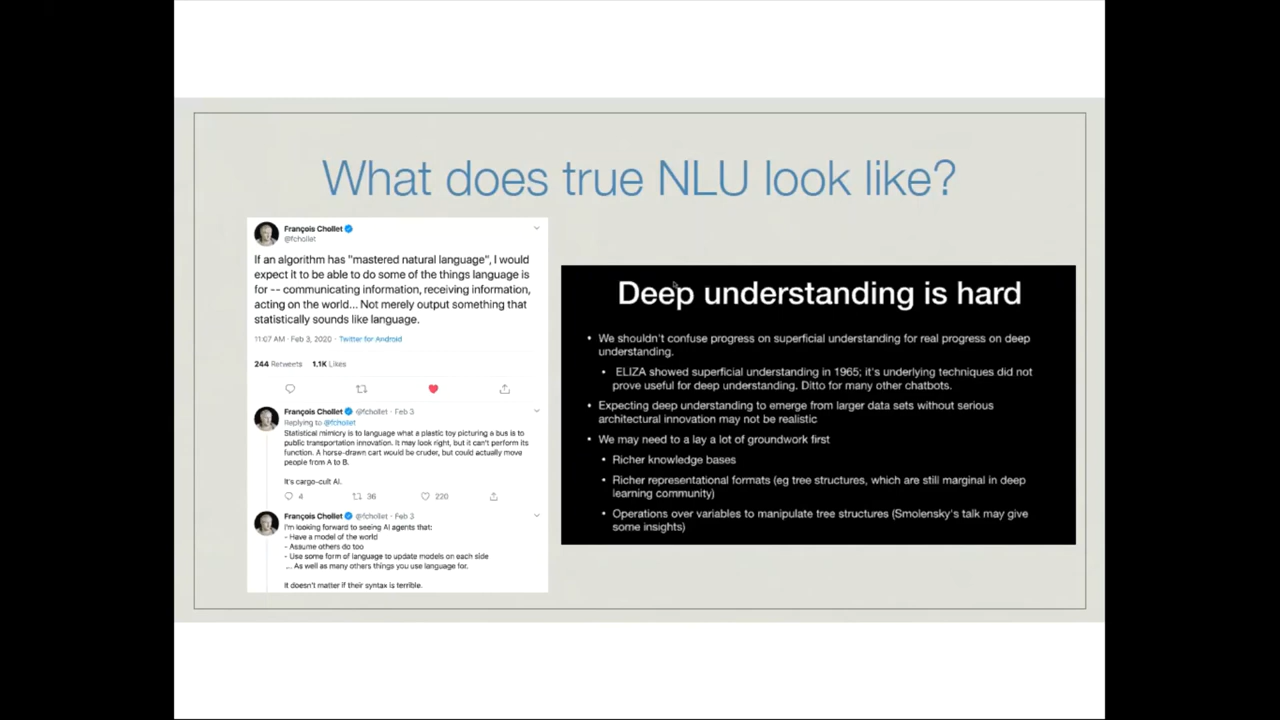 What does true NLU look like?
François Chollet
@fchollet
If an algorithm has "mastered natural language", I would
expect it to be able to do some of the things language is
for -- communicating information, receiving information,
acting on the world... Not merely output something that
statistically sounds like language.
11:07 AM · Feb 3, 2020 · Twitter for Android
244 Retweets 1.1K Likes
François Chollet @fchollet · Feb 3
Replying to @fchollet
Statistical mimicry is to language what a plastic toy picturing a bus is to
public transportation innovation. It may look right, but it can't perform its
function. A horse-drawn cart would be cruder, but could actually move
people from A to B.
It's cargo-cult AI.
4 36 220
François Chollet @fchollet · Feb 3
I'm looking forward to seeing AI agents that:
- Have a model of the world
- Assume others do too
- Use some form of language to update models on each side
... As well as many others things you use language for.
It doesn't matter if their syntax is terrible.
Deep understanding is hard
• We shouldn't confuse progress on superficial understanding for real progress on deep
understanding.
• ELIZA showed superficial understanding in 1965; it's underlying techniques did not
prove useful for deep understanding. Ditto for many other chatbots.
• Expecting deep understanding to emerge from larger data sets without serious
architectural innovation may not be realistic
• We may need to a lay a lot of groundwork first
• Richer knowledge bases
• Richer representational formats (eg tree structures, which are still marginal in deep
learning community)
• Operations over variables to manipulate tree structures (Smolensky's talk may give
some insights)